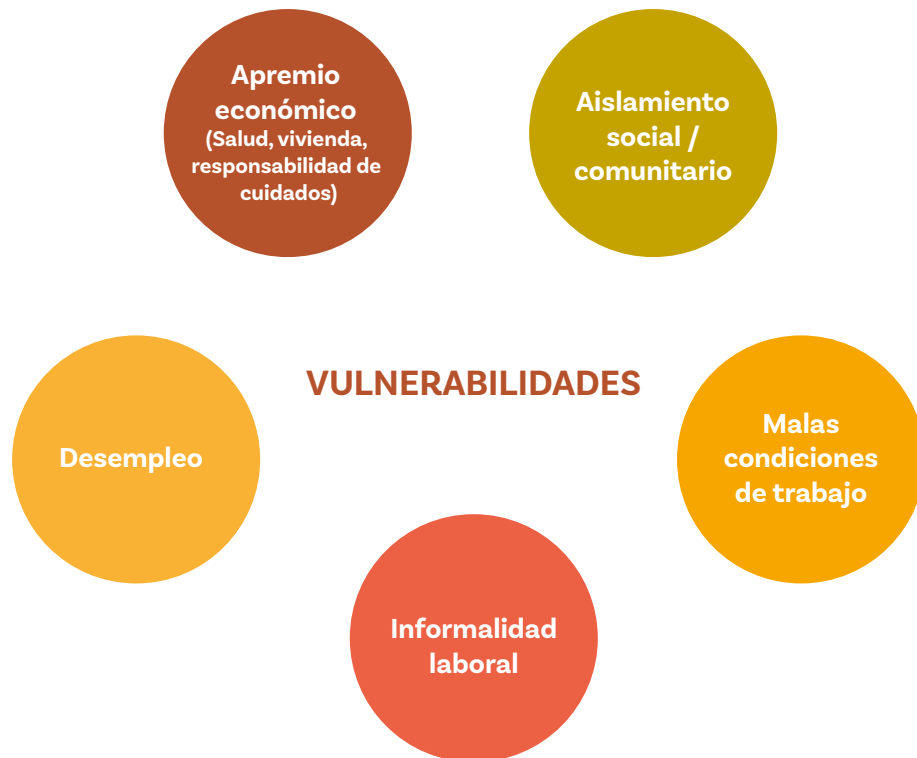 Apremio
económico
(Salud, vivienda,
responsabilidad de
cuidados)
Aislamiento
social /
comunitario
VULNERABILIDADES
Desempleo
Malas
condiciones
de trabajo
Informalidad
laboral